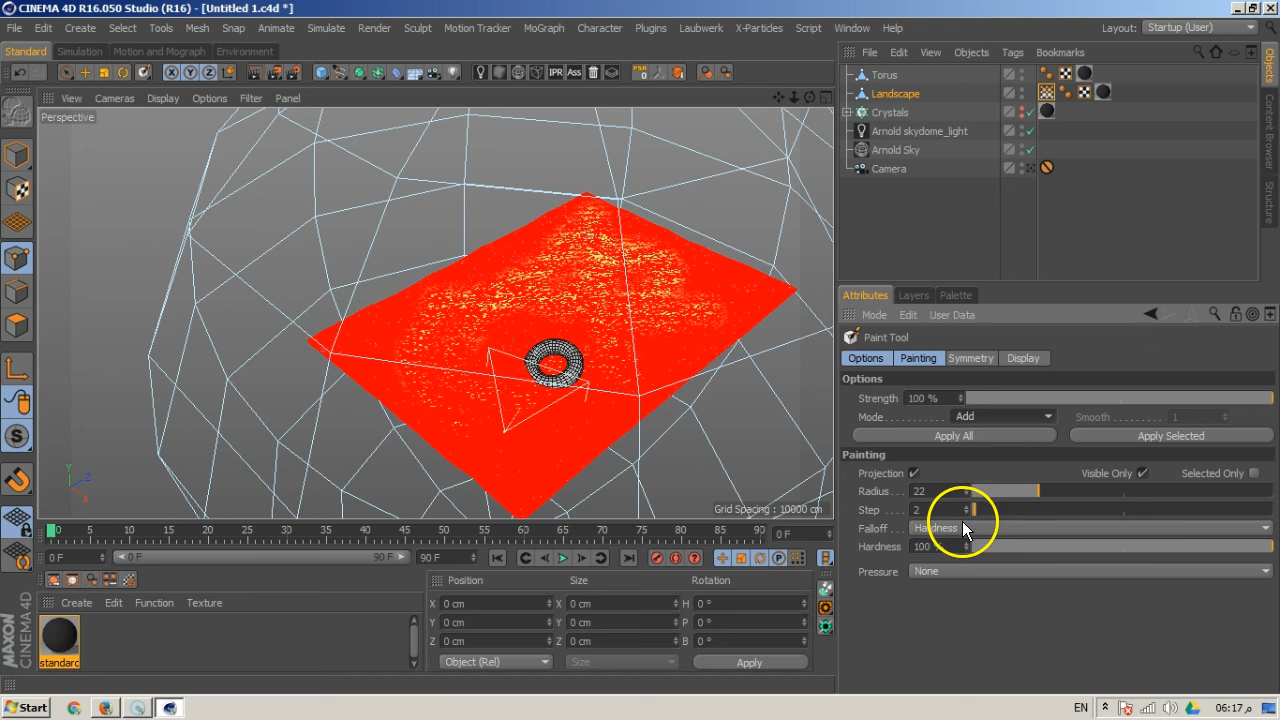 CINEMA 4D R16.050 Studio (R16) - [Untitled 1.c4d *]
File Edit Create Select Tools Mesh Snap Animate Simulate Render Sculpt Motion Tracker MoGraph Character Plugins Laubwerk X-Particles Script Window Help Layout: Startup (User)
Standard Simulation Motion and Mograph Environment
File Edit View Objects Tags Bookmarks
X Y Z IPR Ass PSR 0
View Cameras Display Options Filter Panel
Perspective
Torus
Landscape
Crystals
Arnold skydome_light
Arnold Sky
Camera
Objects
Content Browser
Structure
Attributes Layers Palette
Mode Edit User Data
Paint Tool
Options Painting Symmetry Display
Options
Strength 100 %
Mode Add Smooth 1
Apply All Apply Selected
Painting
Projection Visible Only Selected Only
Radius 22
Step 2
Falloff Hardness
Hardness 100 %
Pressure None
Y Z X
Grid Spacing : 10000 cm
0 5 10 15 20 25 30 35 40 45 50 55 60 65 70 75 80 85 90 0 F
0 F 0 F 90 F 90 F
Create Edit Function Texture
standard
Position Size Rotation
X 0 cm X 0 cm H 0 °
Y 0 cm Y 0 cm P 0 °
Z 0 cm Z 0 cm B 0 °
Object (Rel) Size Apply
MAXON CINEMA 4D
Start EN 06:17 م